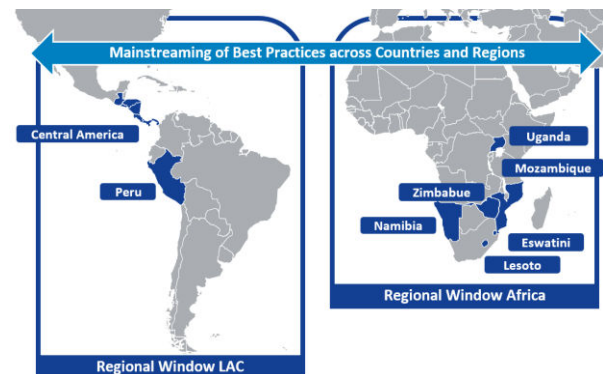 Mainstreaming of Best Practices across Countries and Regions
Central America
Peru
Regional Window LAC
Uganda
Mozambique
Zimbabue
Namibia
Eswatini
Lesoto
Regional Window Africa